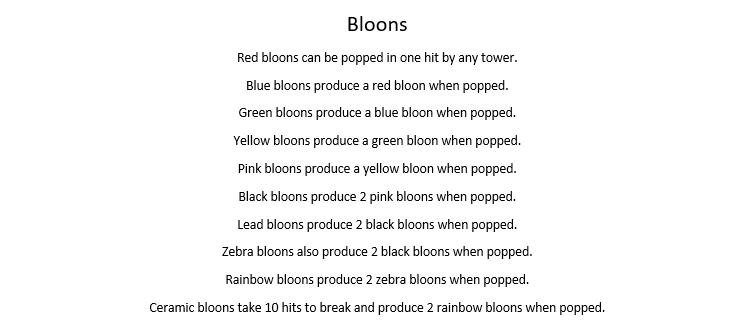 Bloons
Red bloons can be popped in one hit by any tower.
Blue bloons produce a red bloon when popped.
Green bloons produce a blue bloon when popped.
Yellow bloons produce a green bloon when popped.
Pink bloons produce a yellow bloon when popped.
Black bloons produce 2 pink bloons when popped.
Lead bloons produce 2 black bloons when popped.
Zebra bloons also produce 2 black bloons when popped.
Rainbow bloons produce 2 zebra bloons when popped.
Ceramic bloons take 10 hits to break and produce 2 rainbow bloons when popped.